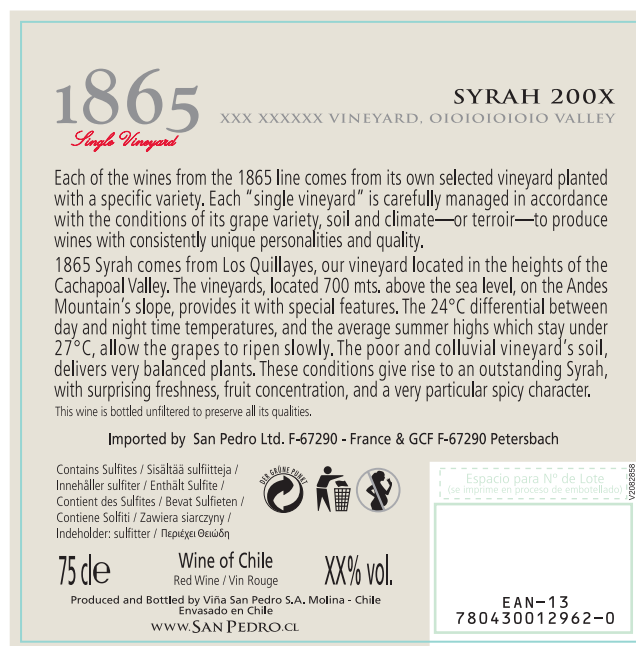 1865
Single Vineyard
SYRAH 200X
XXX XXXXXX VINEYARD, OIOIOIOIOIO VALLEY
Each of the wines from the 1865 line comes from its own selected vineyard planted
with a specific variety. Each “single vineyard” is carefully managed in accordance
with the conditions of its grape variety, soil and climate—or terroir—to produce
wines with consistently unique personalities and quality.
1865 Syrah comes from Los Quillayes, our vineyard located in the heights of the
Cachapoal Valley. The vineyards, located 700 mts. above the sea level, on the Andes
Mountain’s slope, provides it with special features. The 24°C differential between
day and night time temperatures, and the average summer highs which stay under
27°C, allow the grapes to ripen slowly. The poor and colluvial vineyard’s soil,
delivers very balanced plants. These conditions give rise to an outstanding Syrah,
with surprising freshness, fruit concentration, and a very particular spicy character.
This wine is bottled unfiltered to preserve all its qualities.
Imported by San Pedro Ltd. F-67290 - France & GCF F-67290 Petersbach
Contains Sulfites / Sisältää sulfiitteja /
Innehåller sulfiter / Enthält Sulfite /
Contient des Sulfites / Bevat Sulfieten /
Contiene Solfiti / Zawiera siarczyny /
Indeholder: sulfitter / Περιέχει Θειώδη
DER GRÜNE PUNKT
Espacio para Nº de Lote
(se imprime en proceso de embotellado)
V2082858
75 cle
Wine of Chile
Red Wine / Vin Rouge
XX% vol.
Produced and Bottled by Viña San Pedro S.A. Molina - Chile
Envasado en Chile
WWW.SAN PEDRO.CL
EAN-13
780430012962-0